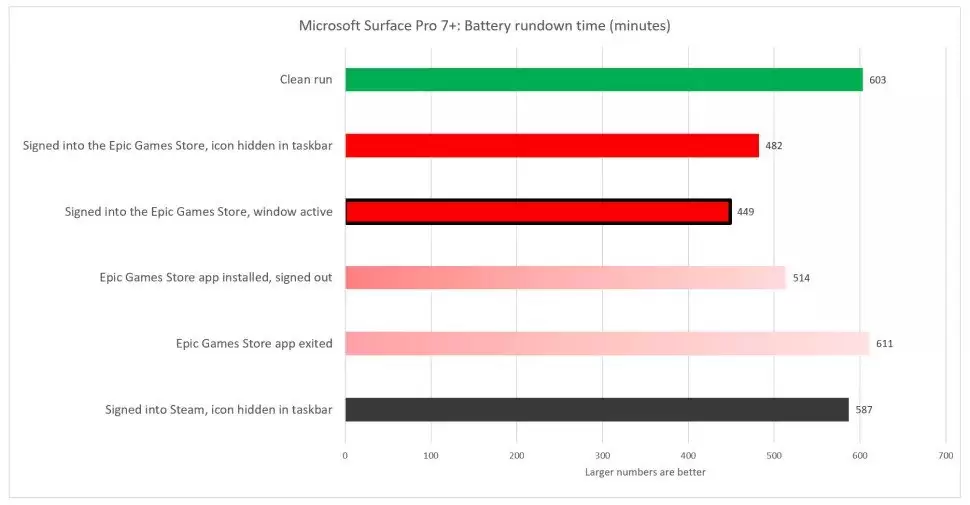 Microsoft Surface Pro 7+: Battery rundown time (minutes)
Clean run
603
Signed into the Epic Games Store, icon hidden in taskbar
482
Signed into the Epic Games Store, window active
449
Epic Games Store app installed, signed out
514
Epic Games Store app exited
611
Signed into Steam, icon hidden in taskbar
587
0 100 200 300 400 500 600 700
Larger numbers are better